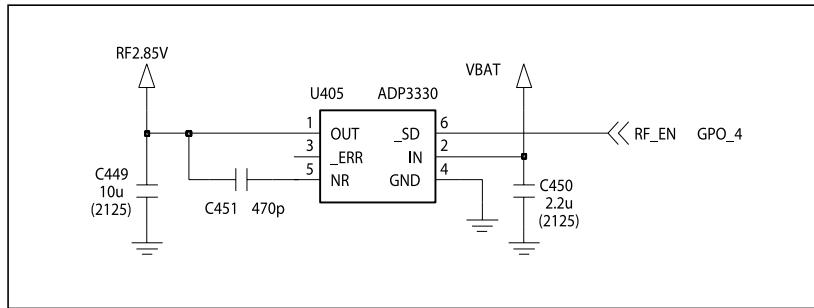 RF2.85V
VBAT
U405 ADP3330
1 OUT _SD 6
RF_EN GPO_4
3 _ERR IN 2
5 NR GND 4
C449
10u
(2125)
C451 470p
C450
2.2u
(2125)